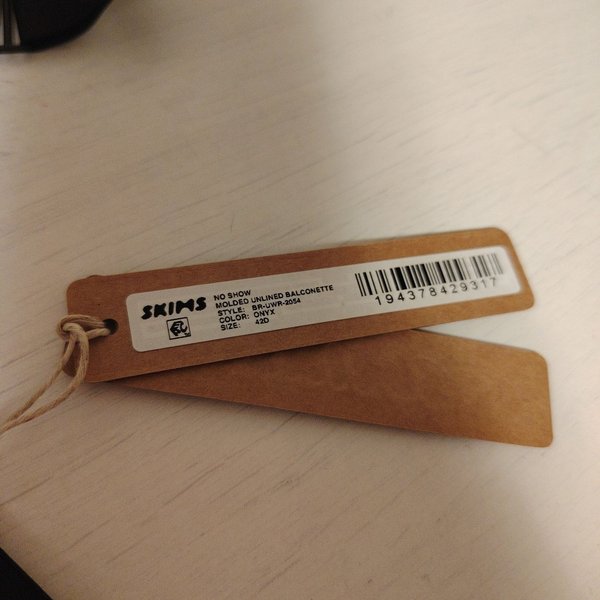 SKIMS
NO SHOW
MOLDED UNLINED BALCONETTE
STYLE: BR-UWR-2054
COLOR: ONYX
SIZE: 42D
194378429317